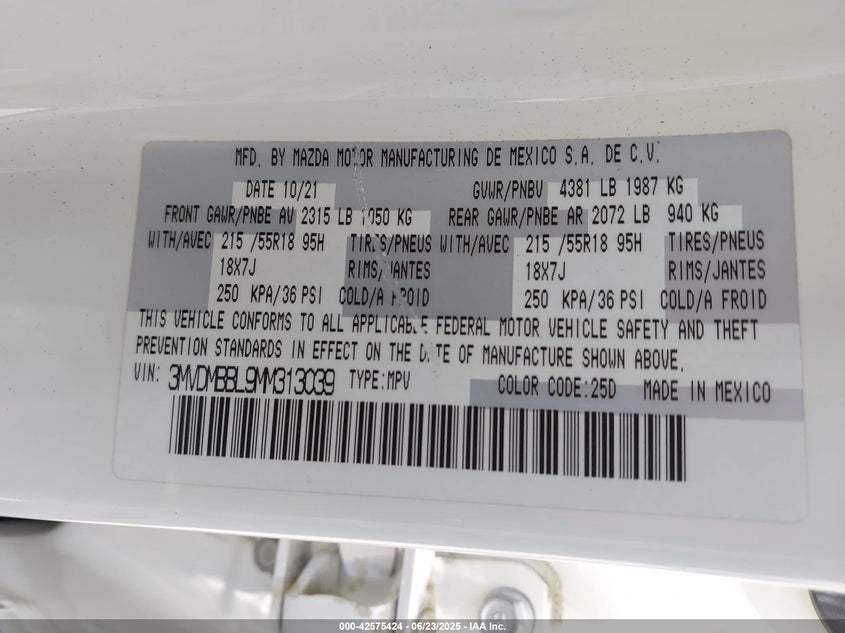 MFD. BY MAZDA MOTOR MANUFACTURING DE MEXICO S.A. DE C.V.
DATE 10/21 GVWR/PNBV 4381 LB 1987 KG
FRONT GAWR/PNBE AV 2315 LB 1050 KG REAR GAWR/PNBE AR 2072 LB 940 KG
WITH/AVEC 215 /55R18 95H TIRES/PNEUS WITH/AVEC 215 /55R18 95H TIRES/PNEUS
18X7J RIMS/JANTES 18X7J RIMS/JANTES
250 KPA/36 PSI COLD/A FROID 250 KPA/36 PSI COLD/A FROID
THIS VEHICLE CONFORMS TO ALL APPLICABLE FEDERAL MOTOR VEHICLE SAFETY AND THEFT
PREVENTION STANDARDS IN EFFECT ON THE DATE OF MANUFACTURE SHOWN ABOVE.
VIN: 3MVDMBBL9MM313039 TYPE:MPV COLOR CODE:25D MADE IN MEXICO
000-42575424 - 06/23/2025 - IAA Inc.